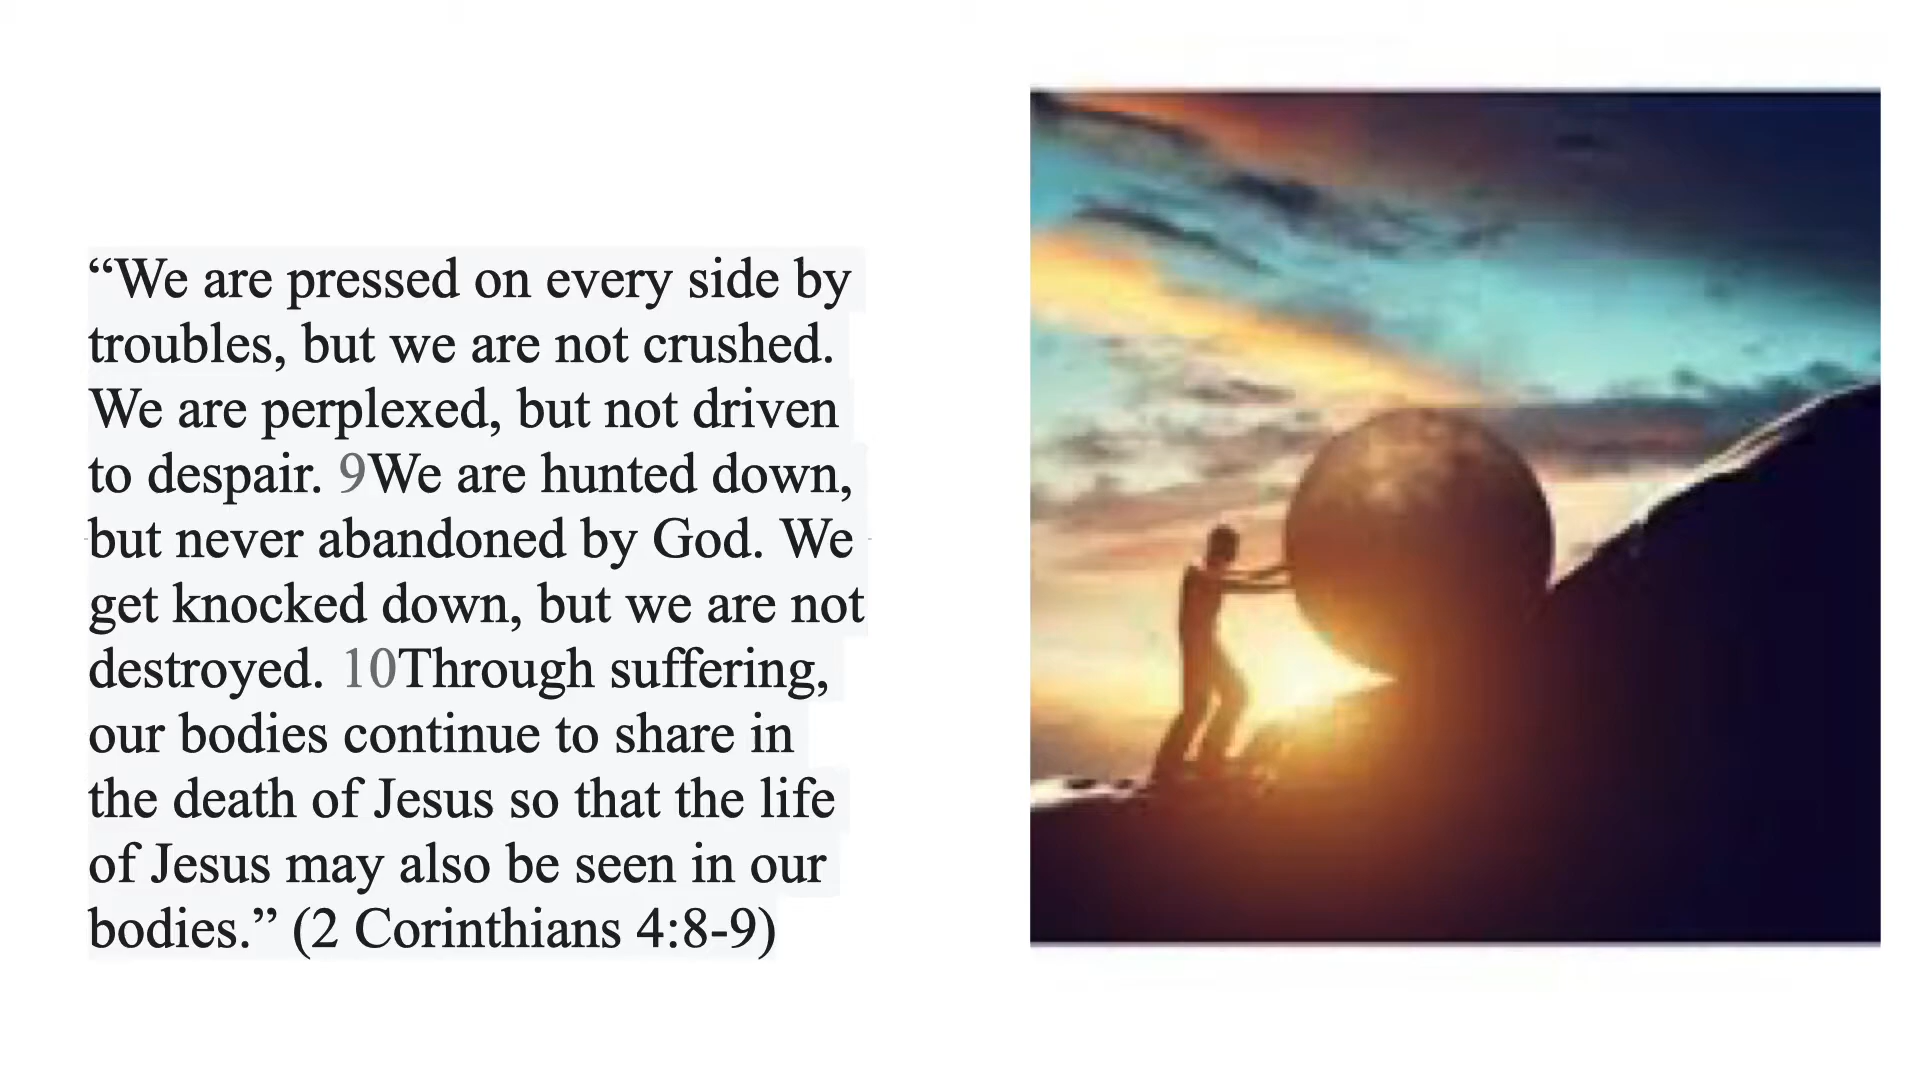 “We are pressed on every side by
troubles, but we are not crushed.
We are perplexed, but not driven
to despair. 9We are hunted down,
but never abandoned by God. We
get knocked down, but we are not
destroyed. 10Through suffering,
our bodies continue to share in
the death of Jesus so that the life
of Jesus may also be seen in our
bodies.” (2 Corinthians 4:8-9)